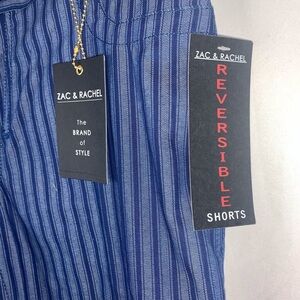 ZAC & RACHEL
The
BRAND
of
STYLE
ZAC & RACHEL
REVERSIBLE
SHORTS